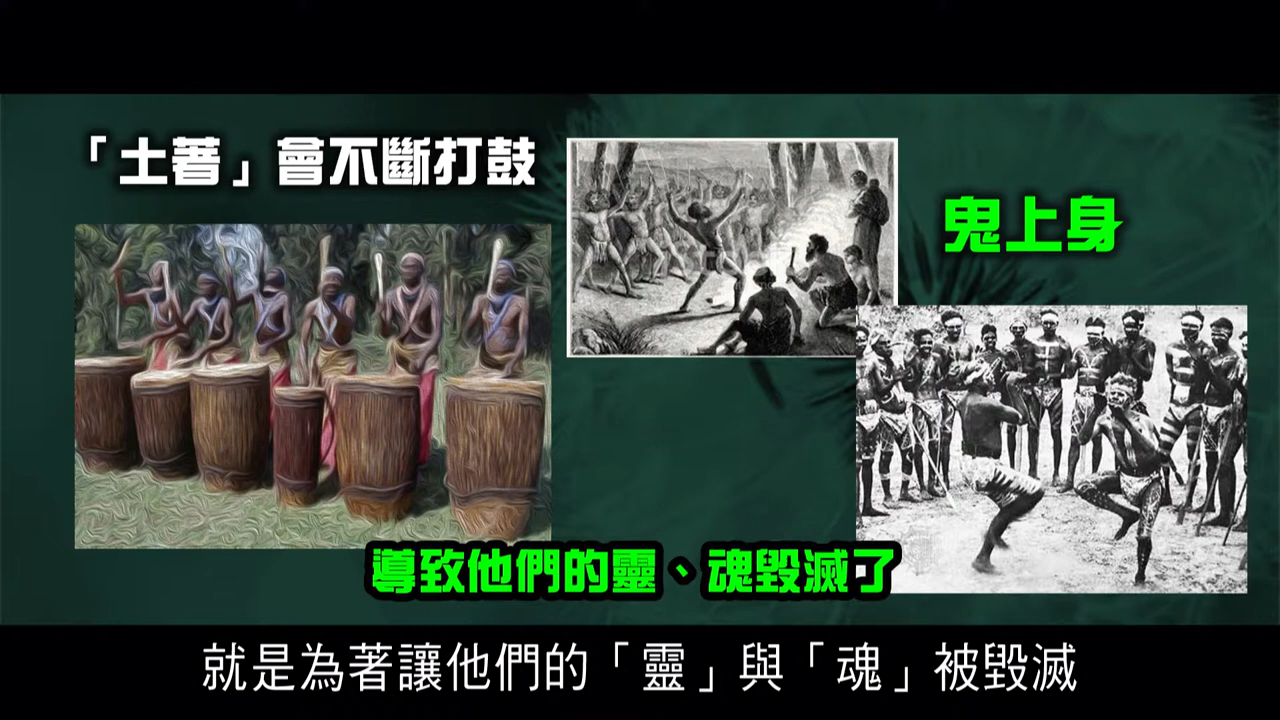 「土著」會不斷打鼓
鬼上身
導致他們的靈、魂毀滅了
就是為著讓他們的「靈」與「魂」被毀滅